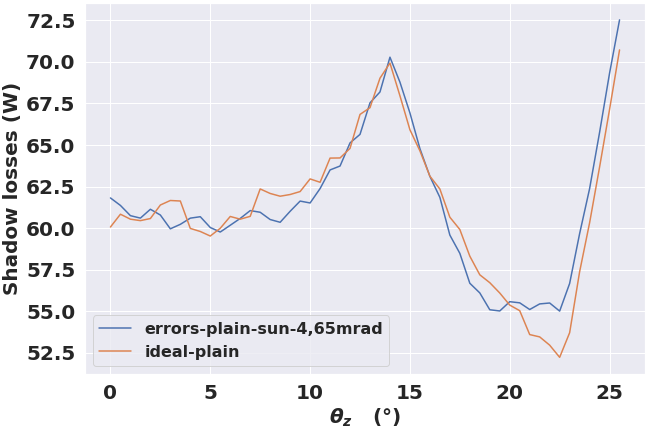 72.5
70.0
67.5
65.0
62.5
60.0
57.5
55.0
52.5
Shadow losses (W)
errors-plain-sun-4,65mrad
ideal-plain
0 5 10 15 20 25
θz (°)